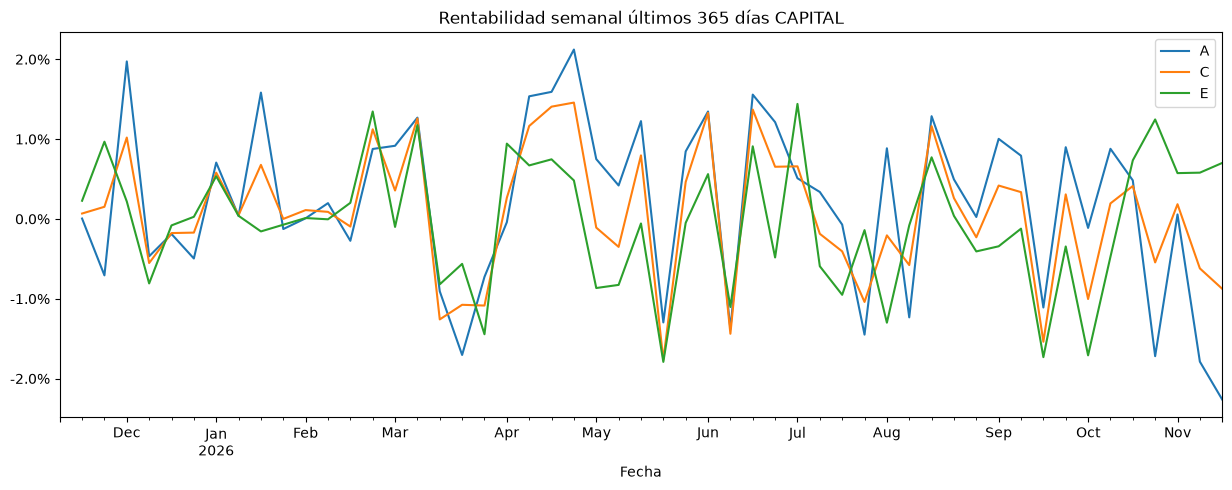 Rentabilidad semanal últimos 365 días CAPITAL
2.0%
1.0%
0.0%
-1.0%
-2.0%
A
C
E
Dec Jan Feb Mar Apr May Jun Jul Aug Sep Oct Nov
2026
Fecha